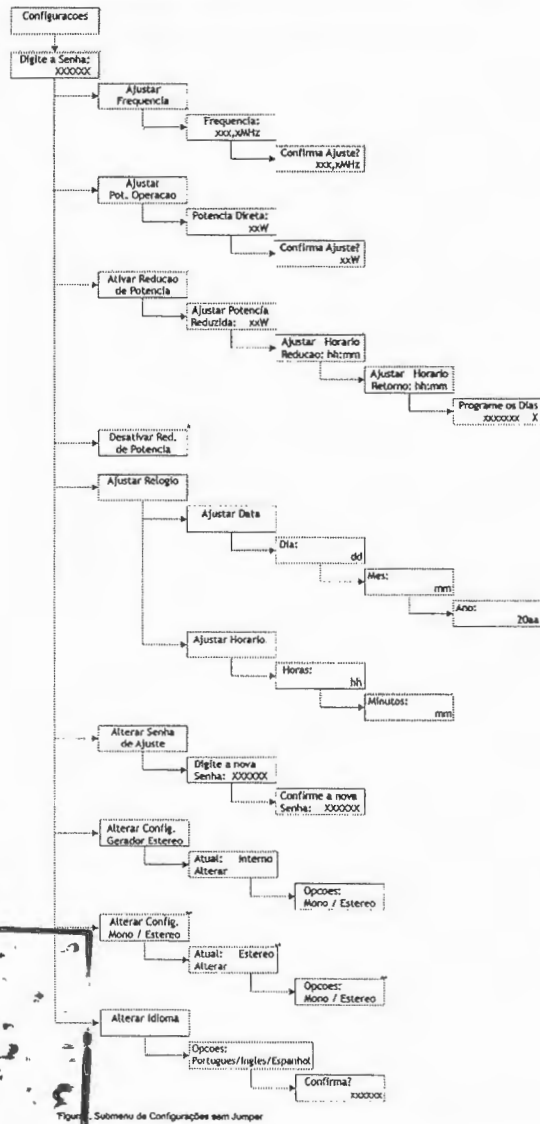 Configuracoes
Digite a Senha:
XXXXXX
Ajustar
Frequencia
Frequencia:
xxx,xMHz
Confirma Ajuste?
xxx,xMHz
Ajustar
Pot. Operacao
Potencia Direta:
xxW
Confirma Ajuste?
xxW
Ativar Reducao
de Potencia
Ajustar Potencia
Reduzida: xxW
Ajustar Horario
Reducao: hh:mm
Ajustar Horario
Retorno: hh:mm
Programe os Dias
xxxxxxx X
Desativar Red.*
de Potencia
Ajustar Relogio
Ajustar Data
Dia:
dd
Mes:
mm
Ano:
20aa
Ajustar Horario
Horas:
hh
Minutos:
mm
Alterar Senha
de Ajuste
Digite a nova
Senha: XXXXXX
Confirme a nova
Senha: XXXXXX
Alterar Config.
Gerador Estereo
Atual: Interno
Alterar
Opcoes:
Mono / Estereo
Alterar Config.**
Mono / Estereo
Atual: Estereo**
Alterar
Opcoes:**
Mono / Estereo
Alterar Idioma
Opcoes:
Portugues/Ingles/Espanhol
Confirma?
xxxxxxx
Figura . Submenu de Configurações sem Jumper